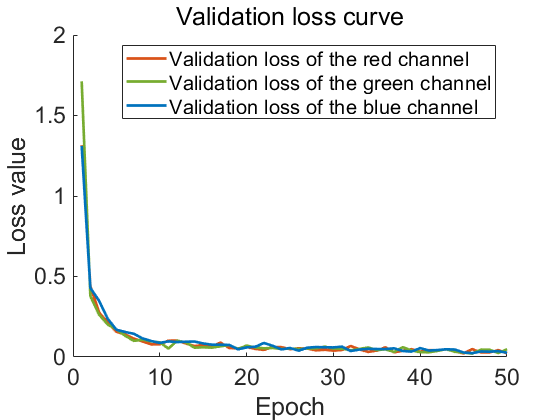 Validation loss curve
Validation loss of the red channel
Validation loss of the green channel
Validation loss of the blue channel
Loss value
2
1.5
1
0.5
0
0 10 20 30 40 50
Epoch